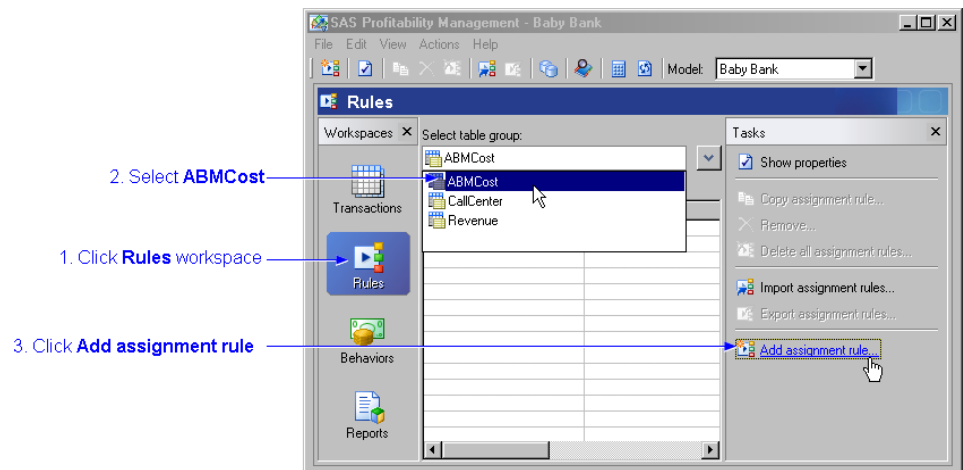 SAS Profitability Management - Baby Bank
File Edit View Actions Help
Model: Baby Bank
Rules
Workspaces
Select table group:
Tasks
ABMCost
Show properties
2. Select ABMCost
ABMCost
CallCenter
Revenue
Transactions
Copy assignment rule...
Remove...
Delete all assignment rules...
1. Click Rules workspace
Rules
Import assignment rules...
Export assignment rules...
3. Click Add assignment rule
Add assignment rule...
Behaviors
Reports